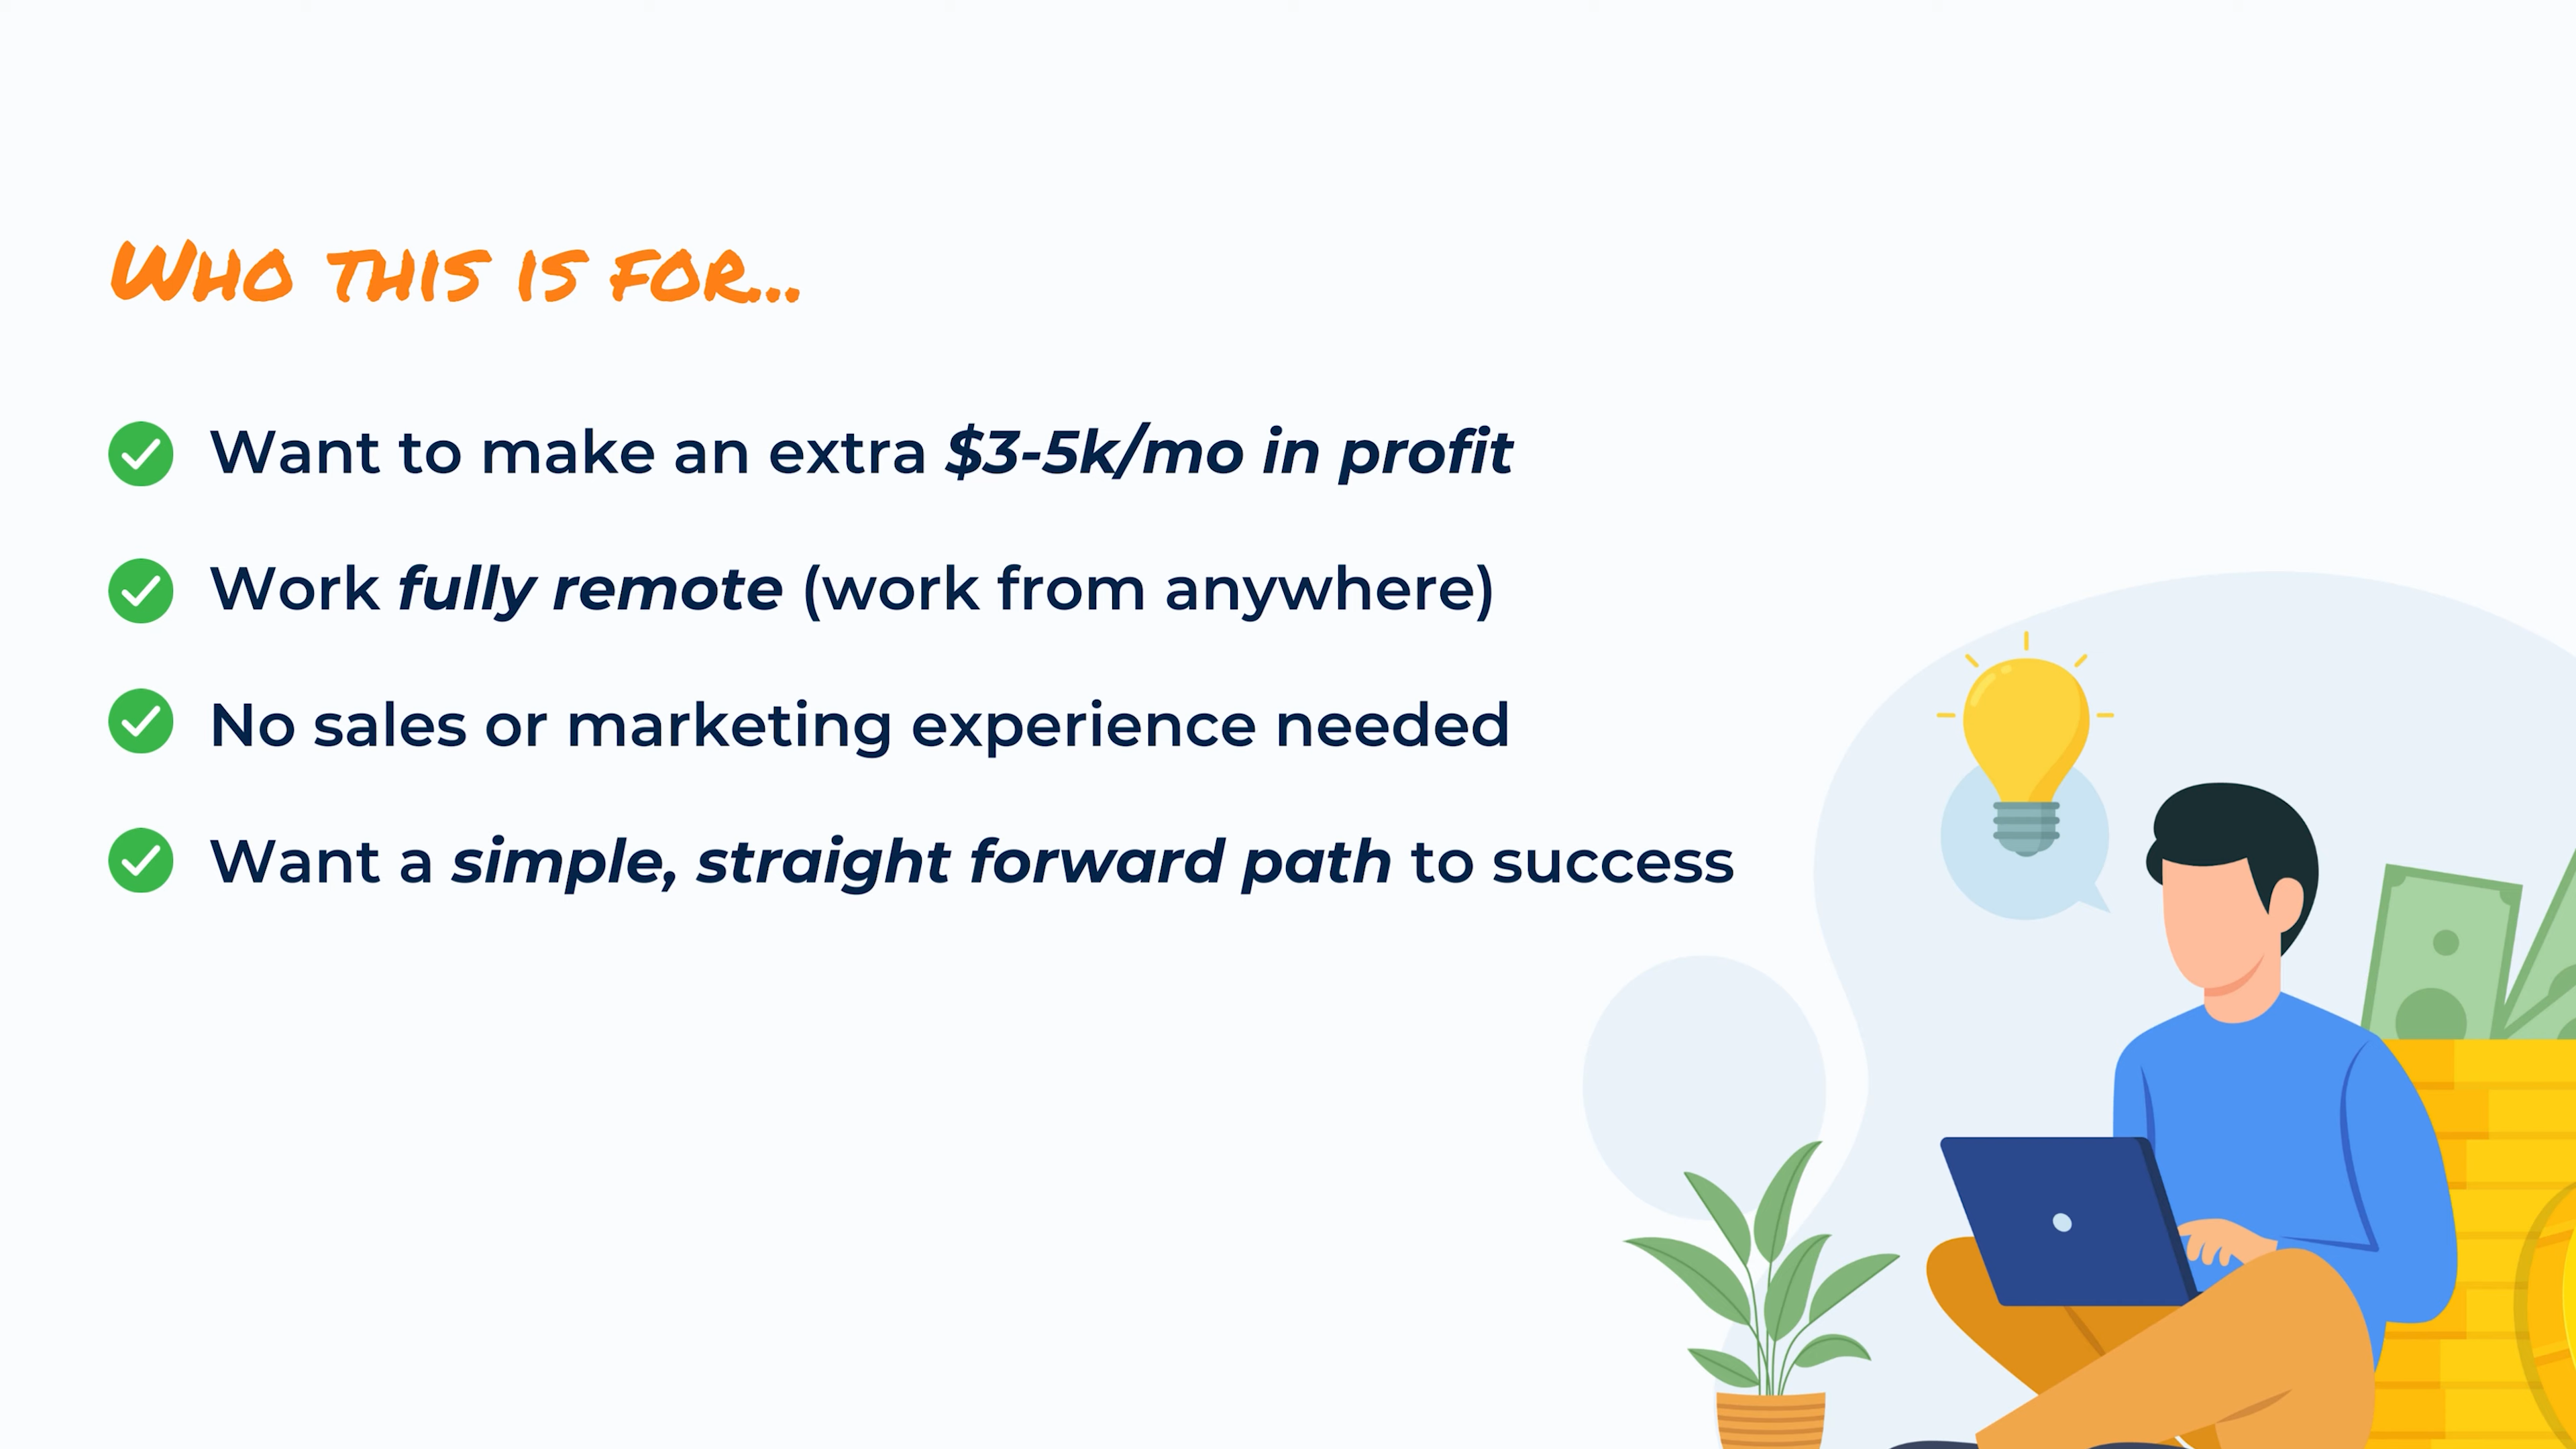 Who this is for...
Want to make an extra $3-5k/mo in profit
Work fully remote (work from anywhere)
No sales or marketing experience needed
Want a simple, straight forward path to success